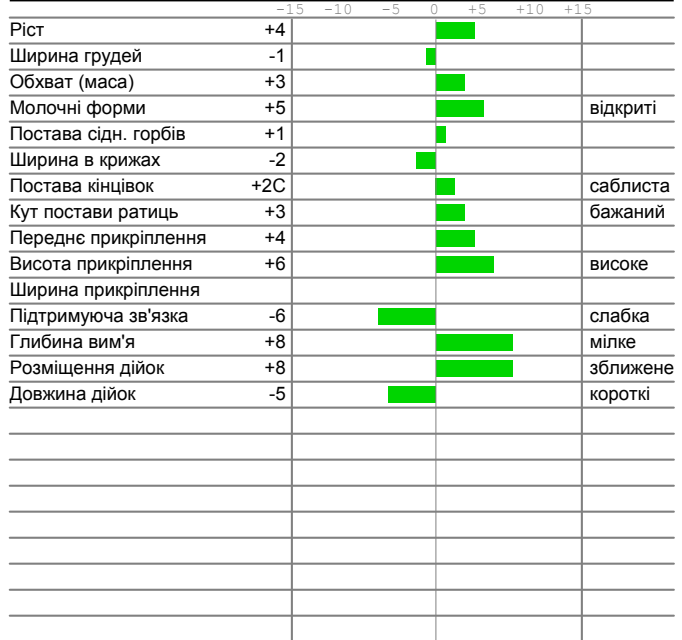 -15 -10 -5 0 +5 +10 +15
Ріст +4
Ширина грудей -1
Обхват (маса) +3
Молочні форми +5 відкриті
Постава сідн. горбів +1
Ширина в крижах -2
Постава кінцівок +2C саблиста
Кут постави ратиць +3 бажаний
Переднє прикріплення +4
Висота прикріплення +6 високе
Ширина прикріплення
Підтримуюча зв'язка -6 слабка
Глибина вим'я +8 мілке
Розміщення дійок +8 зближене
Довжина дійок -5 короткі